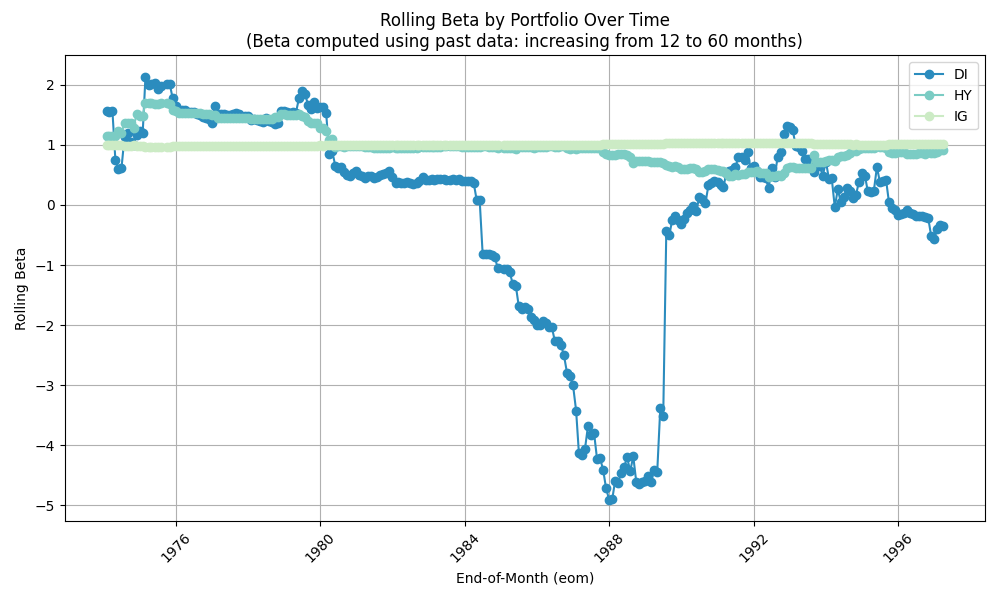 Rolling Beta by Portfolio Over Time
(Beta computed using past data: increasing from 12 to 60 months)
DI
HY
IG
Rolling Beta
2
1
0
−1
−2
−3
−4
−5
1976
1980
1984
1988
1992
1996
End-of-Month (eom)